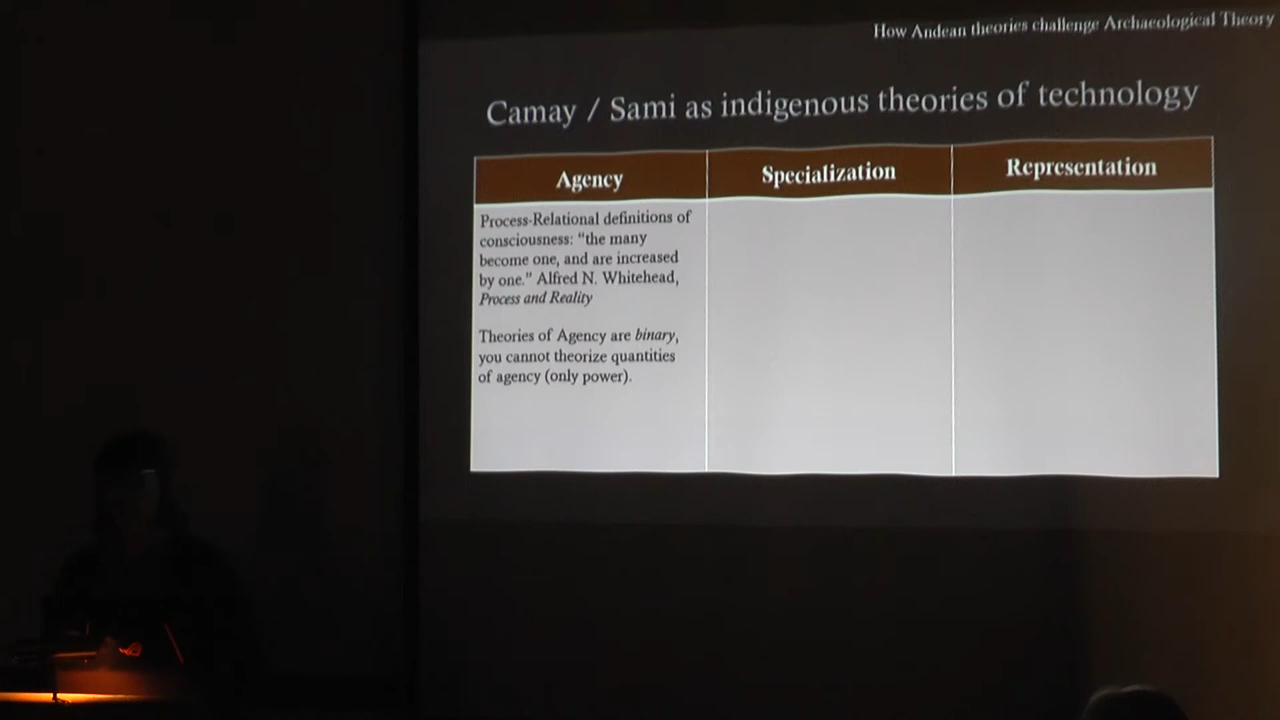 How Andean theories challenge Archaeological Theory
Camay / Sami as indigenous theories of technology
Agency
Specialization
Representation
Process-Relational definitions of
consciousness: “the many
become one, and are increased
by one.” Alfred N. Whitehead,
Process and Reality
Theories of Agency are binary,
you cannot theorize quantities
of agency (only power).